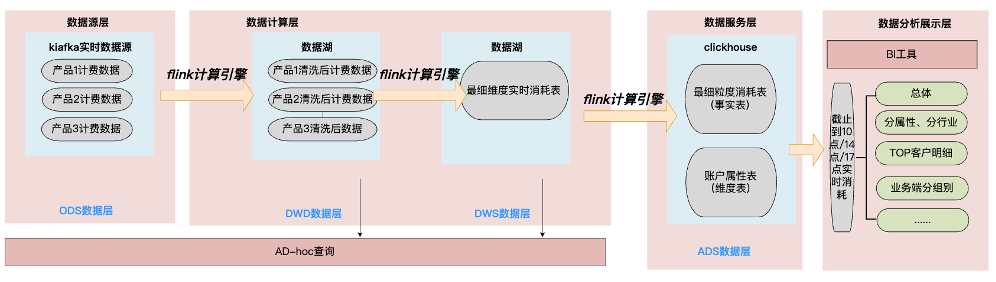 数据源层
kiafka实时数据源
产品1计费数据
产品2计费数据
产品3计费数据
ODS数据层
flink计算引擎
数据计算层
数据湖
产品1清洗后计费数据
产品2清洗后计费数据
产品3清洗后数据
DWD数据层
flink计算引擎
数据湖
最细维度实时消耗表
DWS数据层
AD-hoc查询
flink计算引擎
数据服务层
clickhouse
最细粒度消耗表
(事实表)
账户属性表
(维度表)
ADS数据层
数据分析展示层
BI工具
截止
到10
点/14
点/17
点实
时消
耗
总体
分属性、分行业
TOP客户明细
业务端分组别
......